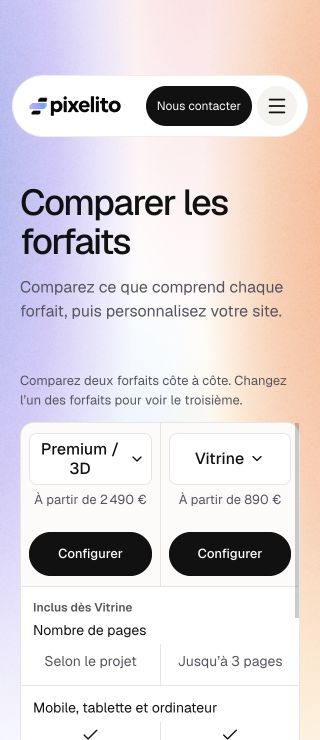 pixelito
Nous contacter
Comparer les
forfaits
Comparez ce que comprend chaque
forfait, puis personnalisez votre site.
Comparez deux forfaits côte à côte. Changez
l’un des forfaits pour voir le troisième.
Premium /
3D
Vitrine
À partir de 2 490 €
À partir de 890 €
Configurer
Configurer
Inclus dès Vitrine
Nombre de pages
Selon le projet
Jusqu’à 3 pages
Mobile, tablette et ordinateur